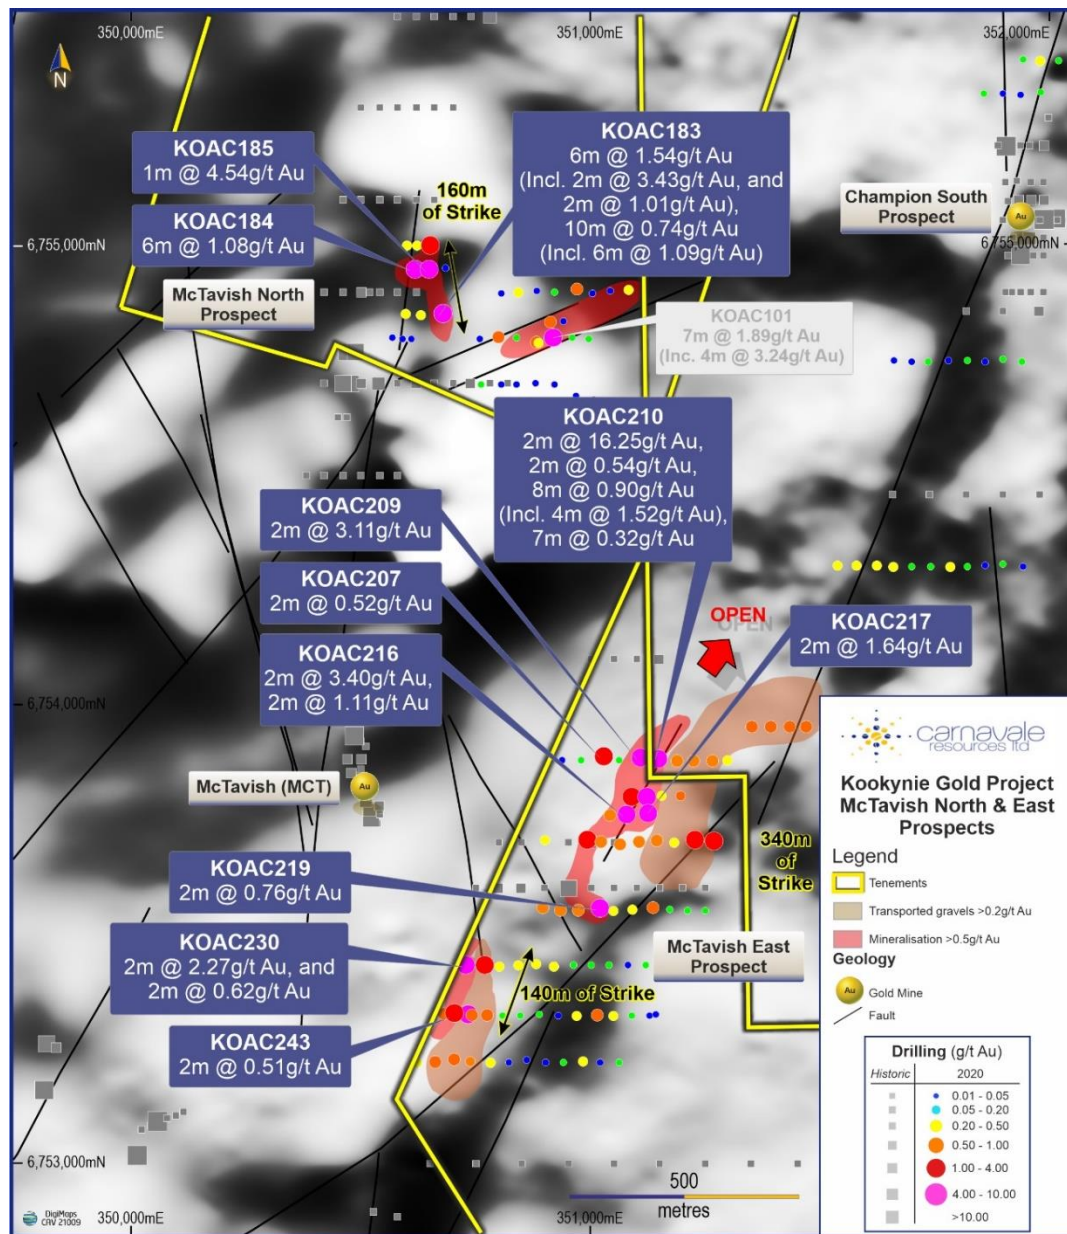 350,000mE
351,000mE
352,000mE
N
KOAC185
1m @ 4.54g/t Au
KOAC184
6m @ 1.08g/t Au
160m
of Strike
KOAC183
6m @ 1.54g/t Au
(Incl. 2m @ 3.43g/t Au, and
2m @ 1.01g/t Au),
10m @ 0.74g/t Au
(Incl. 6m @ 1.09g/t Au)
Champion South
Prospect
Au
6,755,000mN
6,755,000mN
McTavish North
Prospect
KOAC101
7m @ 1.89g/t Au
(Inc. 4m @ 3.24g/t Au)
KOAC210
2m @ 16.25g/t Au,
2m @ 0.54g/t Au,
8m @ 0.90g/t Au
(Incl. 4m @ 1.52g/t Au),
7m @ 0.32g/t Au
KOAC209
2m @ 3.11g/t Au
KOAC207
2m @ 0.52g/t Au
KOAC216
2m @ 3.40g/t Au,
2m @ 1.11g/t Au
OPEN
KOAC217
2m @ 1.64g/t Au
6,754,000mN
McTavish (MCT)
Au
340m
of
Strike
KOAC219
2m @ 0.76g/t Au
KOAC230
2m @ 2.27g/t Au, and
2m @ 0.62g/t Au
KOAC243
2m @ 0.51g/t Au
McTavish East
Prospect
140m of Strike
6,753,000mN
500
metres
DigiMaps
CAV 21009
350,000mE
351,000mE
carnavale
resources ltd
Kookynie Gold Project
McTavish North & East
Prospects
Legend
Tenements
Transported gravels >0.2g/t Au
Mineralisation >0.5g/t Au
Geology
Au
Gold Mine
Fault
Drilling (g/t Au)
Historic 2020
0.01 - 0.05
0.05 - 0.20
0.20 - 0.50
0.50 - 1.00
1.00 - 4.00
4.00 - 10.00
>10.00